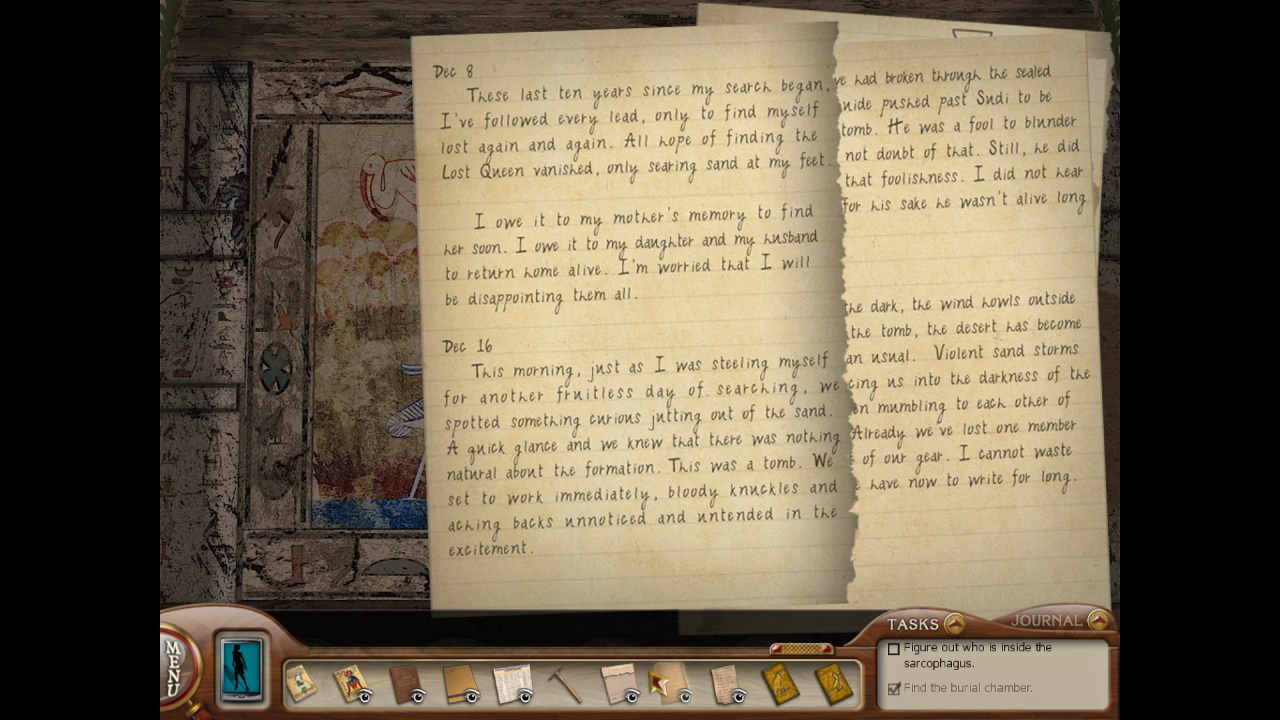 Dec 8
These last ten years since my search began,
I've followed every lead, only to find myself
lost again and again. All hope of finding the
Lost Queen vanished, only searing sand at my feet.
I owe it to my mother's memory to find
her soon. I owe it to my daughter and my husband
to return home alive. I'm worried that I will
be disappointing them all.
Dec 16
This morning, just as I was steeling myself
for another fruitless day of searching, we
spotted something curious jutting out of the sand.
A quick glance and we knew that there was nothing
natural about the formation. This was a tomb. We
set to work immediately, bloody knuckles and
aching backs unnoticed and untended in the
excitement.
had broken through the sealed
pushed past Sudi to be
tomb. He was a fool to blunder
not doubt of that. Still, he did
that foolishness. I did not hear
for his sake he wasn't alive long
the dark, the wind howls outside
the tomb, the desert has become
an usual. Violent sand storms
cing us into the darkness of the
en mumbling to each other of
Already we've lost one member
of our gear. I cannot waste
have now to write for long.
MENU
TASKS
JOURNAL
Figure out who is inside the
sarcophagus.
Find the burial chamber.